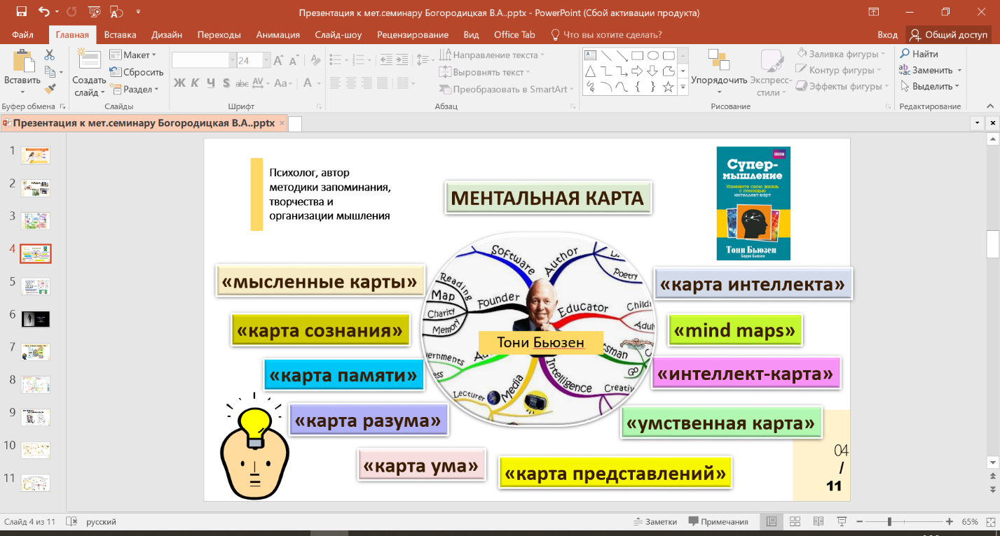 Презентация к мет.семинару Богородицкая В.А..pptx - PowerPoint (Сбой активации продукта)
Файл Главная Вставка Дизайн Переходы Анимация Слайд-шоу Рецензирование Вид Office Tab Что вы хотите сделать? Вход Общий доступ
Вставить
Создать слайд
Макет
Сбросить
Раздел
24
Ж К Ч S abc AV Aa А
Направление текста
Выровнять текст
Преобразовать в SmartArt
Упорядочить
Экспресс-стили
Заливка фигуры
Контур фигуры
Эффекты фигуры
Найти
Заменить
Выделить
Буфер обмена Слайды Шрифт Абзац Рисование Редактирование
Презентация к мет.семинару Богородицкая В.А..pptx
1
2
3
4
5
6
7
8
9
10
11
Психолог, автор
методики запоминания,
творчества и
организации мышления
МЕНТАЛЬНАЯ КАРТА
BBC
Супер-
мышление
Измените свою жизнь
с помощью
интеллект-карт
Тони Бьюзен
Барри Бьюзен
«мысленные карты»
«карта сознания»
«карта памяти»
«карта разума»
«карта ума»
Software
Author
Poetry
Reading
Map
Charity
Memory
Founder
Educator
Тони Бьюзен
Media
Intelligence
Lecturer
GO
«карта интеллекта»
«mind maps»
«интеллект-карта»
«умственная карта»
«карта представлений»
04
/
11
Слайд 4 из 11 русский Заметки Примечания 65%